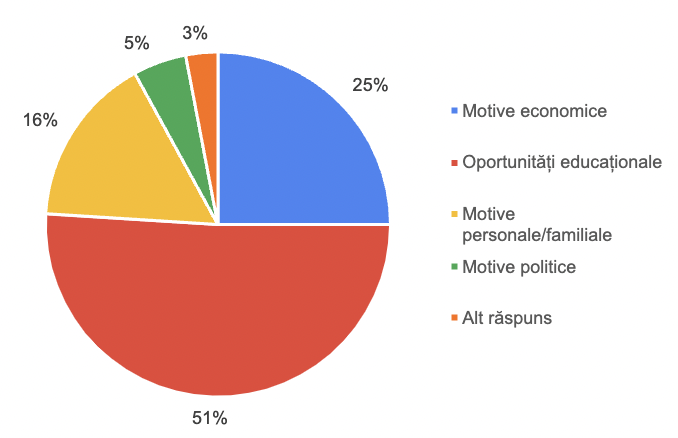 3%
5%
25%
16%
51%
Motive economice
Oportunități educaționale
Motive
personale/familiale
Motive politice
Alt răspuns